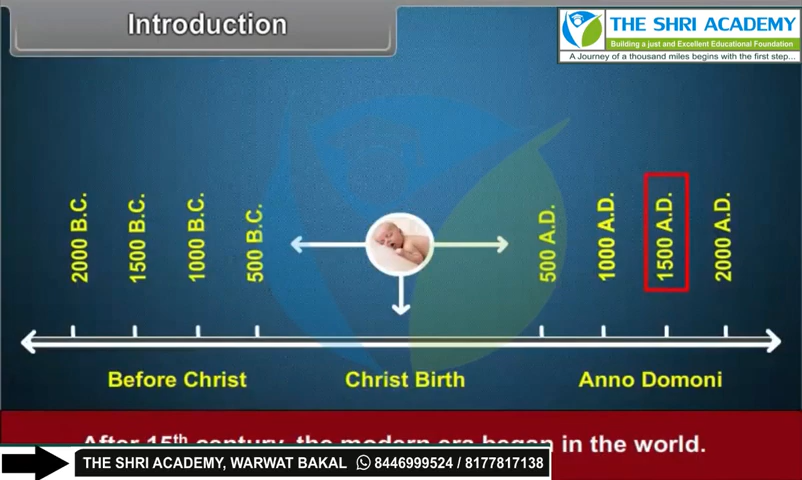 Introduction
THE SHRI ACADEMY
Building a just and Excellent Educational Foundation
A Journey of a thousand miles begins with the first step...
2000 B.C.
1500 B.C.
1000 B.C.
500 B.C.
500 A.D.
1000 A.D.
1500 A.D.
2000 A.D.
Before Christ
Christ Birth
Anno Domoni
After 15th century, the modern era began in the world.
THE SHRI ACADEMY, WARWAT BAKAL 8446999524 / 8177817138